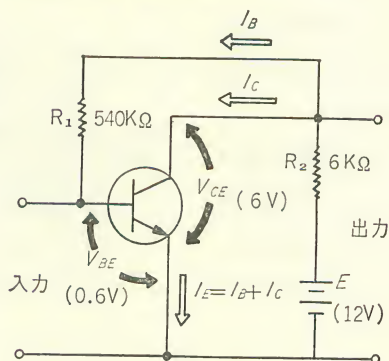 I_B
I_C
R₁ 540KΩ
R₂ 6KΩ
V_CE (6V)
V_BE
入力 (0.6V)
I_E=I_B+I_C
出力
E
(12V)